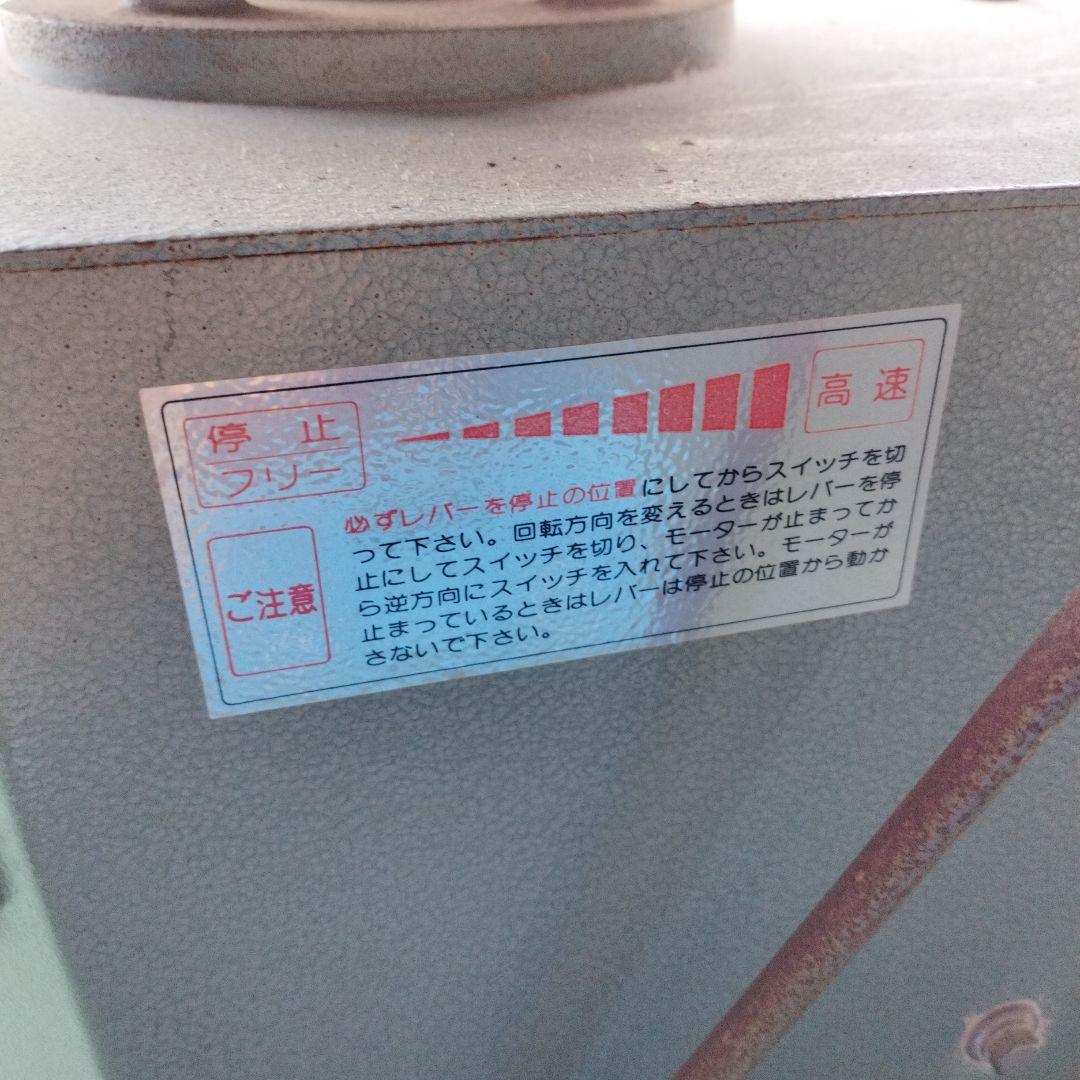 停止
フリー
高速
ご注意
必ずレバーを停止の位置にしてからスイッチを切
って下さい。回転方向を変えるときはレバーを停
止にしてスイッチを切り、モーターが止まってか
ら逆方向にスイッチを入れて下さい。モーターが
止まっているときはレバーは停止の位置から動か
さないで下さい。